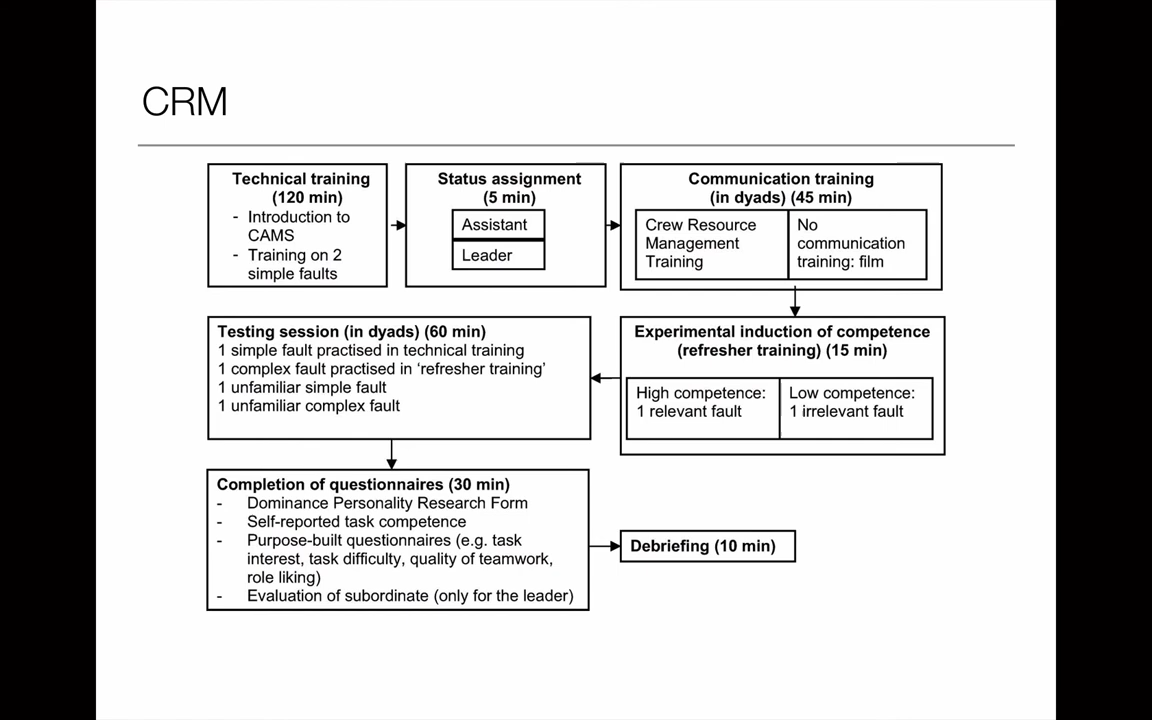 CRM
Technical training
(120 min)
- Introduction to
CAMS
- Training on 2
simple faults
Status assignment
(5 min)
Assistant
Leader
Communication training
(in dyads) (45 min)
Crew Resource
Management
Training
No
communication
training: film
Experimental induction of competence
(refresher training) (15 min)
High competence:
1 relevant fault
Low competence:
1 irrelevant fault
Testing session (in dyads) (60 min)
1 simple fault practised in technical training
1 complex fault practised in ‘refresher training’
1 unfamiliar simple fault
1 unfamiliar complex fault
Completion of questionnaires (30 min)
- Dominance Personality Research Form
- Self-reported task competence
- Purpose-built questionnaires (e.g. task
interest, task difficulty, quality of teamwork,
role liking)
- Evaluation of subordinate (only for the leader)
Debriefing (10 min)